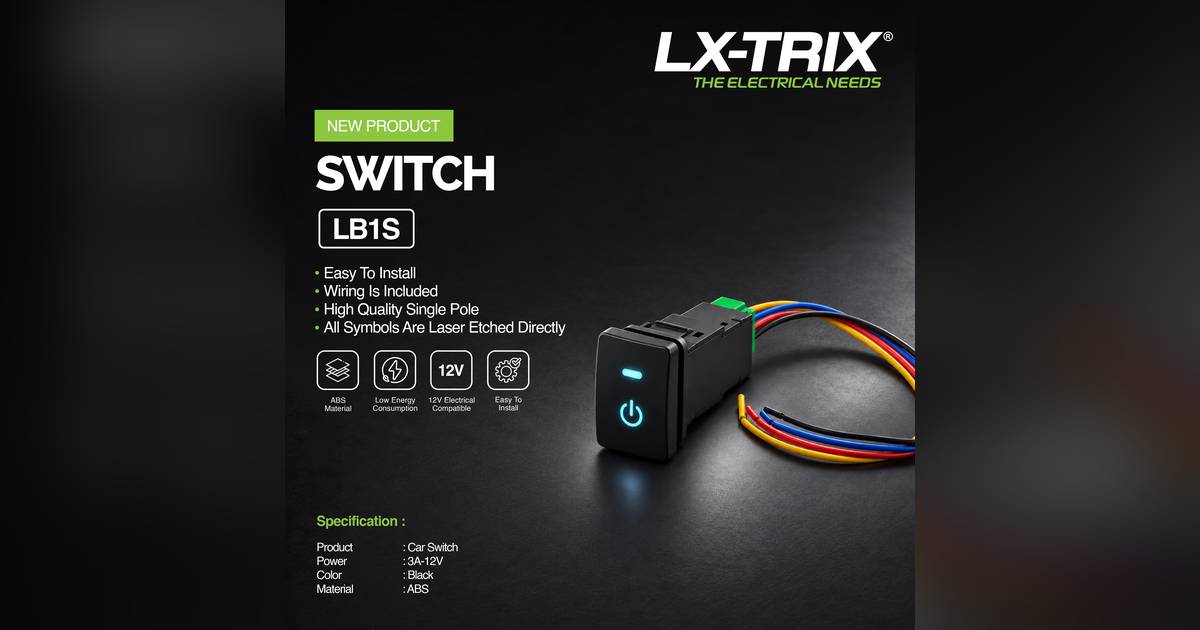 LX-TRIX®
THE ELECTRICAL NEEDS
NEW PRODUCT
SWITCH
LB1S
• Easy To Install
• Wiring Is Included
• High Quality Single Pole
• All Symbols Are Laser Etched Directly
12V
ABS
Material
Low Energy
Consumption
12V Electrical
Compatible
Easy To
Install
Specification :
Product : Car Switch
Power : 3A-12V
Color : Black
Material : ABS